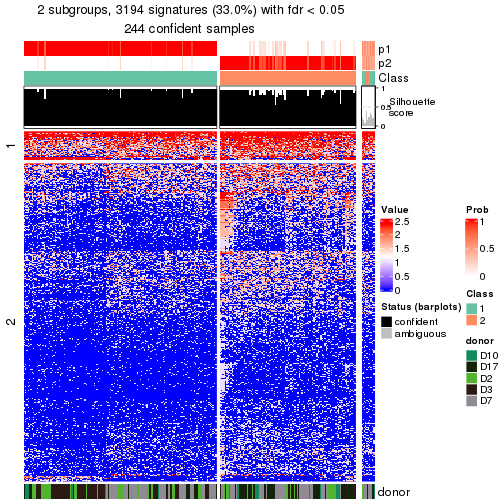 2 subgroups, 3194 signatures (33.0%) with fdr < 0.05
244 confident samples
p1
p2
Class
1
0.5
0
Silhouette
score
1
2
Value
2.5
2
1.5
1
0.5
0
Prob
1
0.5
0
Status (barplots)
confident
ambiguous
Class
1
2
donor
D10
D17
D2
D3
D7
donor